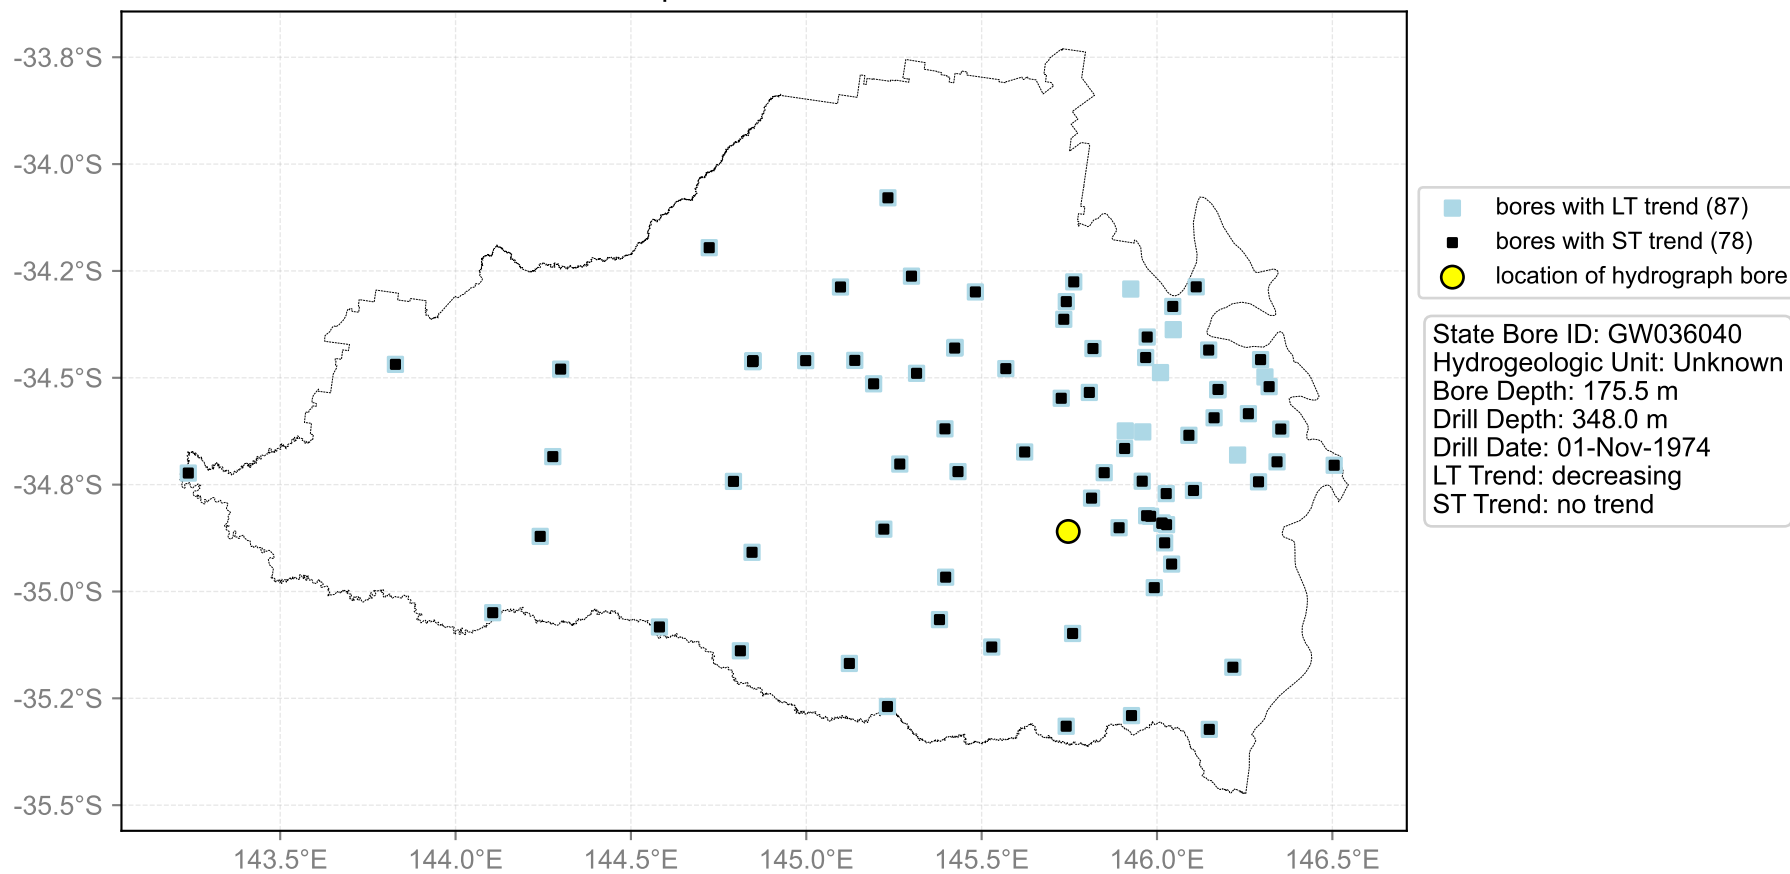 -33.8°S
-34.0°S
-34.2°S
-34.5°S
-34.8°S
-35.0°S
-35.2°S
-35.5°S
143.5°E
144.0°E
144.5°E
145.0°E
145.5°E
146.0°E
146.5°E
bores with LT trend (87)
bores with ST trend (78)
location of hydrograph bore
State Bore ID: GW036040
Hydrogeologic Unit: Unknown
Bore Depth: 175.5 m
Drill Depth: 348.0 m
Drill Date: 01-Nov-1974
LT Trend: decreasing
ST Trend: no trend